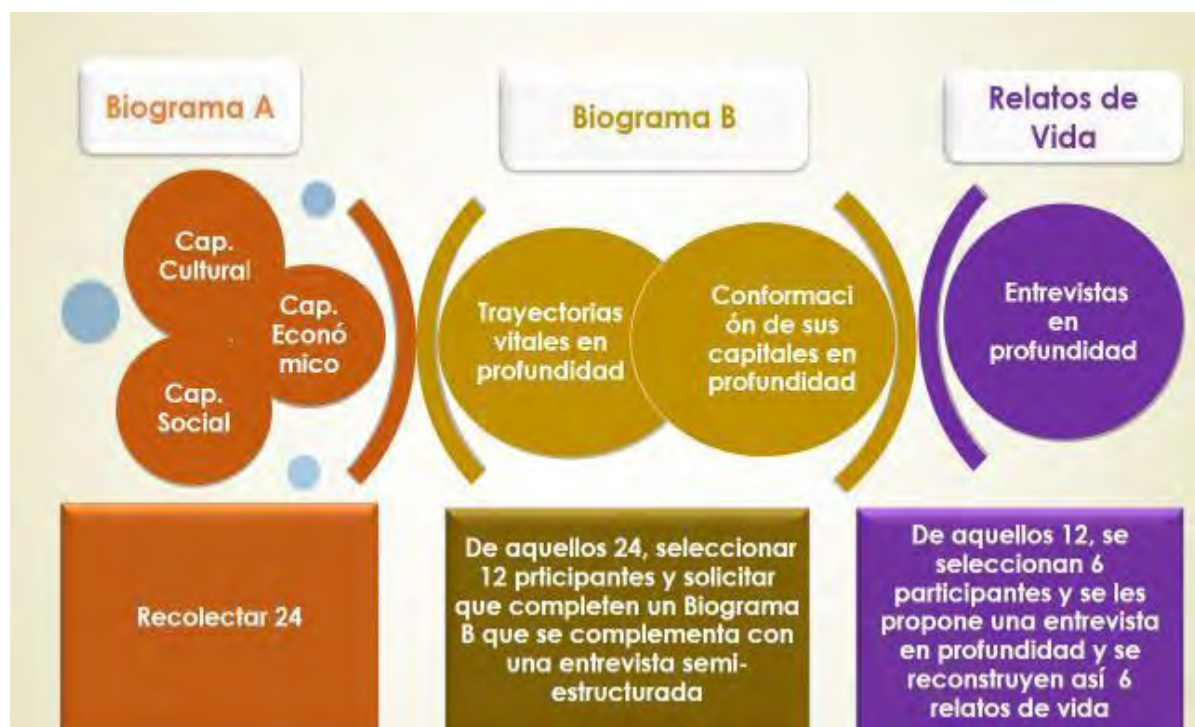 Biograma A
Biograma B
Relatos de
Vida
Cap.
Cultural
Cap.
Econó
mico
Cap.
Social
Trayectorias
vitales en
profundidad
Conformaci
ón de sus
capitales en
profundidad
Entrevistas
en
profundidad
Recolectar 24
De aquellos 24, seleccionar
12 prticipantes y solicitar
que completen un Biograma
B que se complementa con
una entrevista semi-
estructurada
De aquellos 12, se
seleccionan 6
participantes y se les
propone una entrevista
en profundidad y se
reconstruyen así 6
relatos de vida